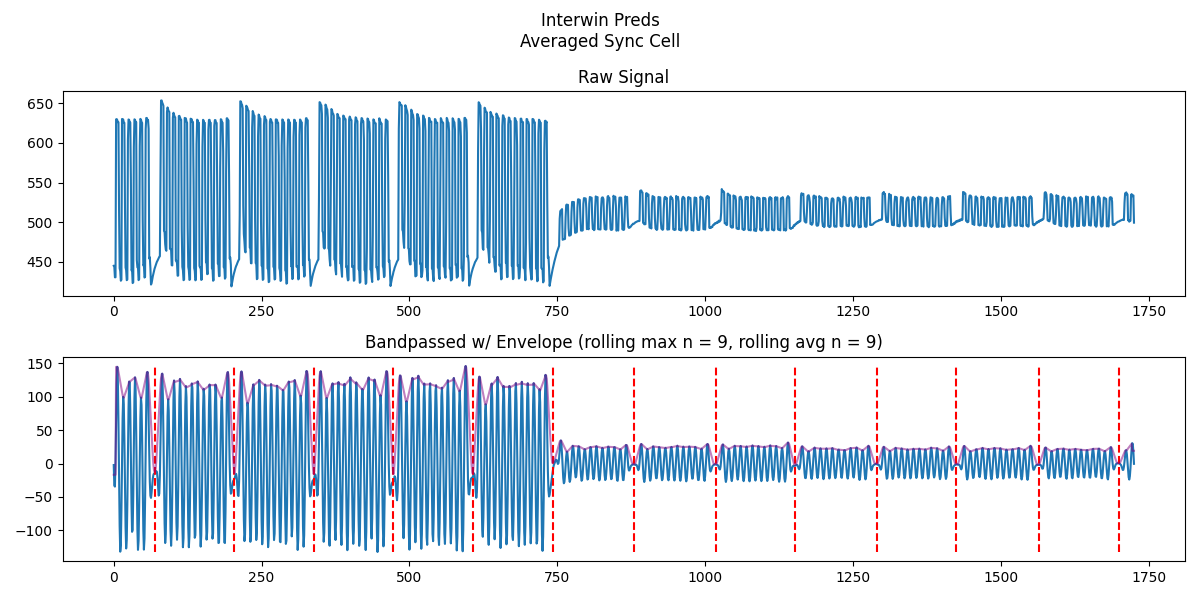 Interwin Preds
Averaged Sync Cell
Raw Signal
650
600
550
500
450
0 250 500 750 1000 1250 1500 1750
Bandpassed w/ Envelope (rolling max n = 9, rolling avg n = 9)
150
100
50
0
−50
−100
0 250 500 750 1000 1250 1500 1750